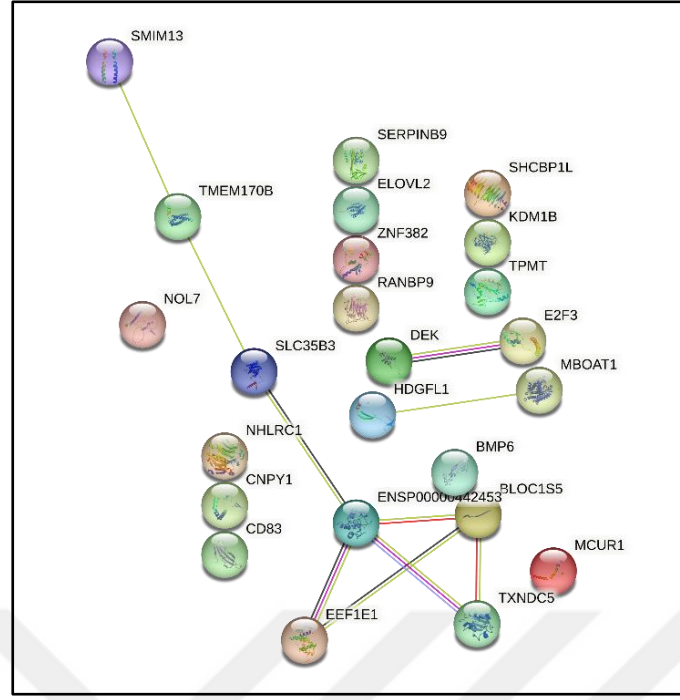 SMIM13
SERPINB9
SHCBP1L
ELOVL2
TMEM170B
KDM1B
ZNF382
TPMT
RANBP9
NOL7
E2F3
DEK
SLC35B3
MBOAT1
HDGFL1
NHLRC1
BMP6
CNPY1
ENSP00000442453
BLOC1S5
CD83
MCUR1
TXNDC5
EEF1E1